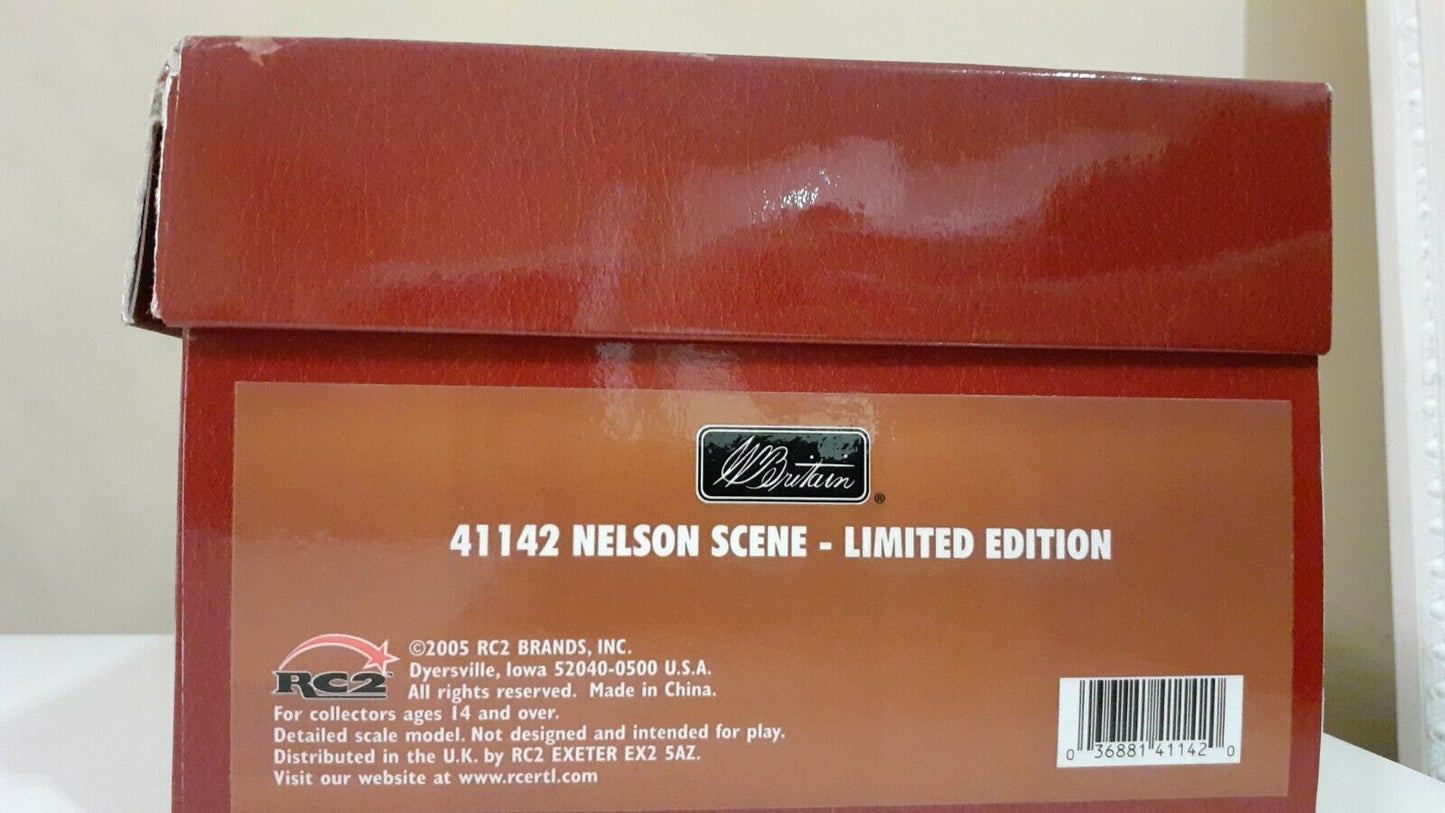 WBritain ®
41142 NELSON SCENE - LIMITED EDITION
RC2™
©2005 RC2 BRANDS, INC.
Dyersville, Iowa 52040-0500 U.S.A.
All rights reserved. Made in China.
For collectors ages 14 and over.
Detailed scale model. Not designed and intended for play.
Distributed in the U.K. by RC2 EXETER EX2 5AZ.
Visit our website at www.rcertl.com
0 36881 41142 0